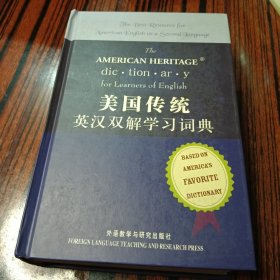 The Best Resource for
American English as a Second Language
The
AMERICAN HERITAGE®
dic·tion·ar·y
for Learners of English
美国传统
英汉双解学习词典
BASED ON
AMERICA'S
FAVORITE
DICTIONARY
外语教学与研究出版社
FOREIGN LANGUAGE TEACHING AND RESEARCH PRESS